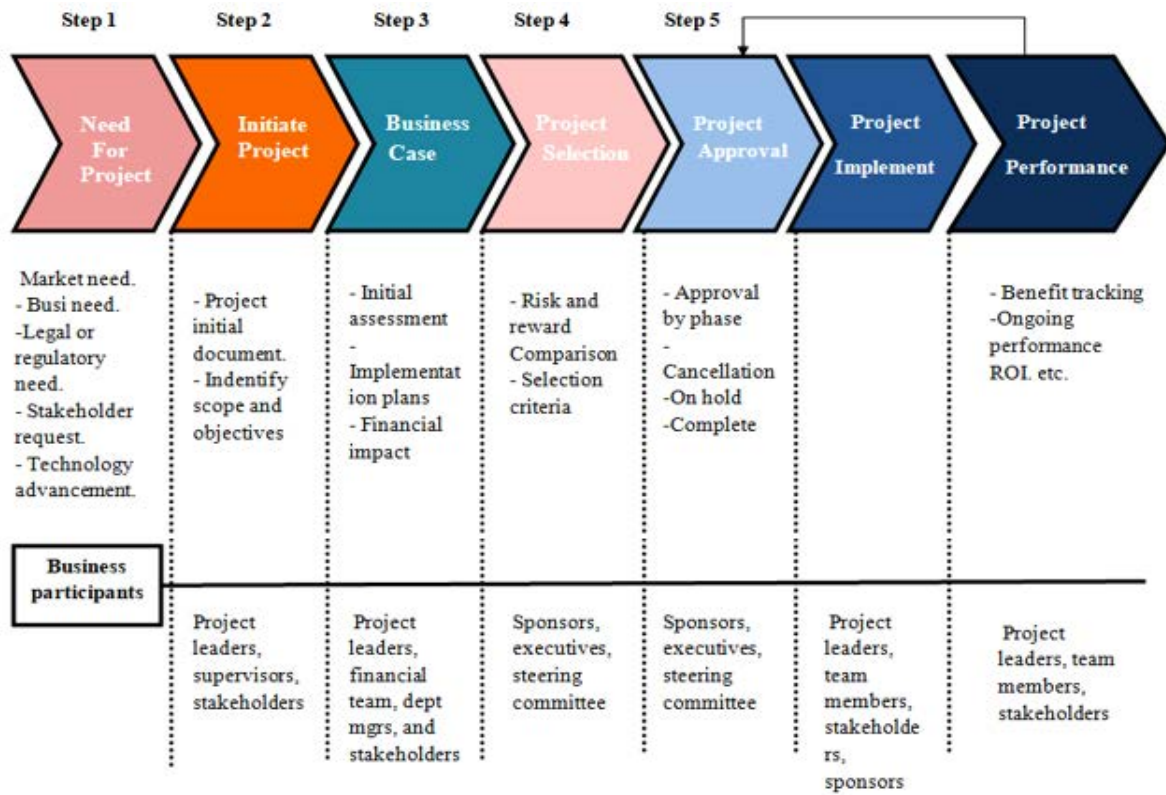 Step 1
Step 2
Step 3
Step 4
Step 5
Need
For
Project
Initiate
Project
Business
Case
Project
Selection
Project
Approval
Project
Implement
Project
Performance
Market need.
- Busi need.
-Legal or
regulatory
need.
- Stakeholder
request.
- Technology
advancement.
- Project
initial
document.
- Indentify
scope and
objectives
- Initial
assessment
-
Implementat
ion plans
- Financial
impact
- Risk and
reward
Comparison
- Selection
criteria
- Approval
by phase
-
Cancellation
-On hold
-Complete
- Benefit tracking
-Ongoing
performance
ROI. etc.
Business
participants
Project
leaders,
supervisors,
stakeholders
Project
leaders,
financial
team, dept
mgrs, and
stakeholders
Sponsors,
executives,
steering
committee
Sponsors,
executives,
steering
committee
Project
leaders,
team
members,
stakeholde
rs,
sponsors
Project
leaders, team
members,
stakeholders